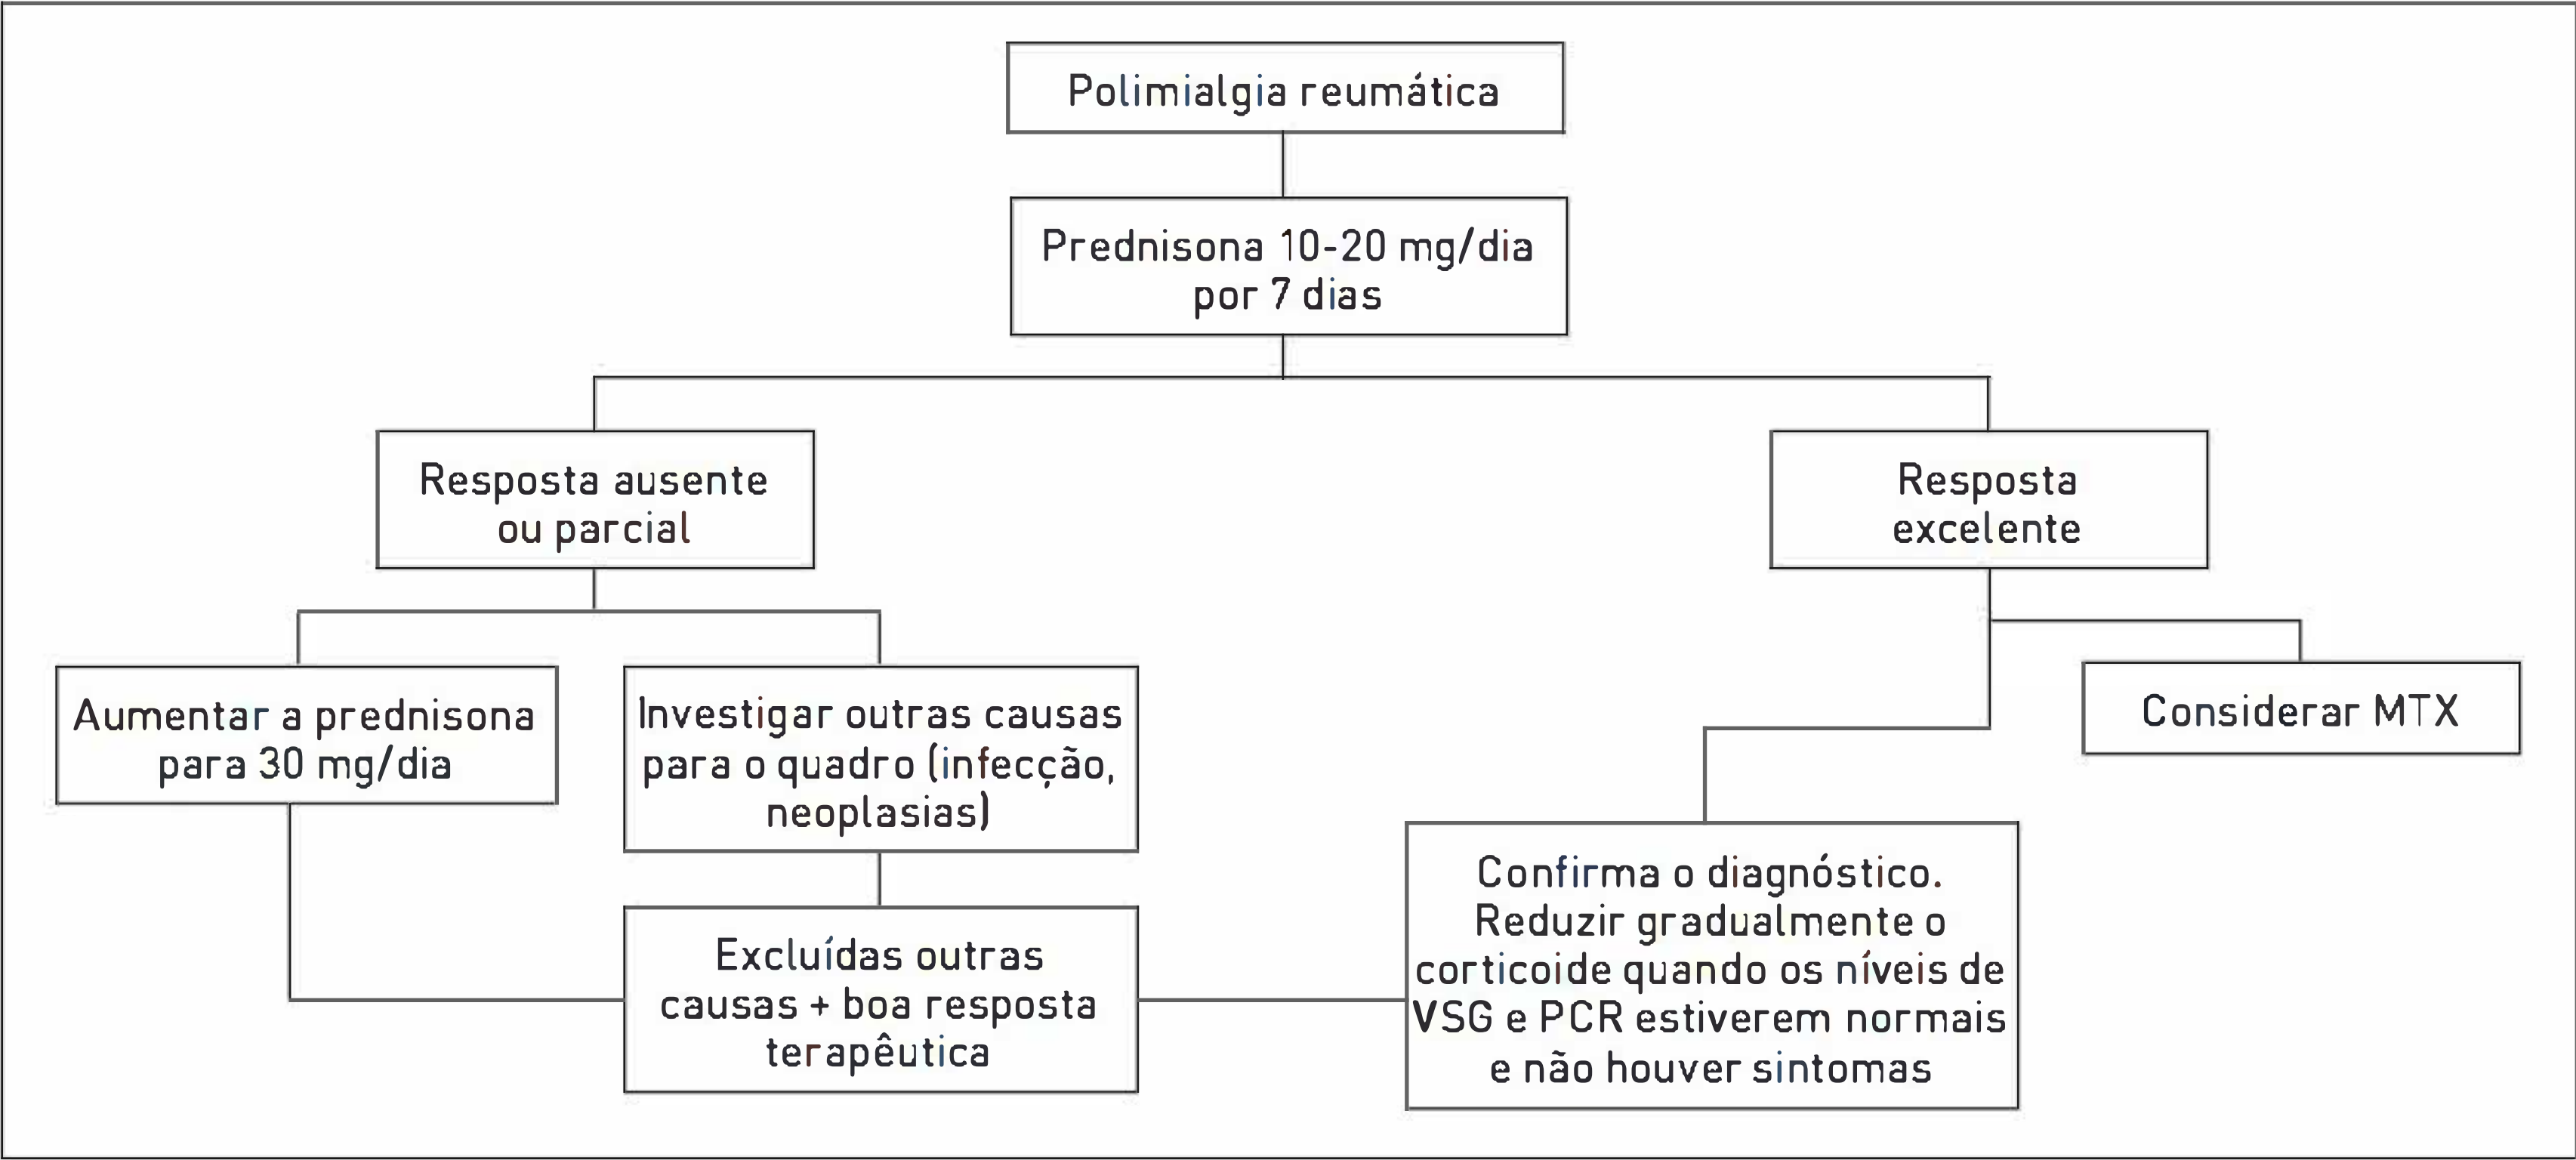 Polimialgia reumática
Prednisona 10-20 mg/dia
por 7 dias
Resposta ausente
ou parcial
Resposta
excelente
Aumentar a prednisona
para 30 mg/dia
Investigar outras causas
para o quadro (infecção,
neoplasias)
Considerar MTX
Excluídas outras
causas + boa resposta
terapêutica
Confirma o diagnóstico.
Reduzir gradualmente o
corticoide quando os níveis de
VSG e PCR estiverem normais
e não houver sintomas